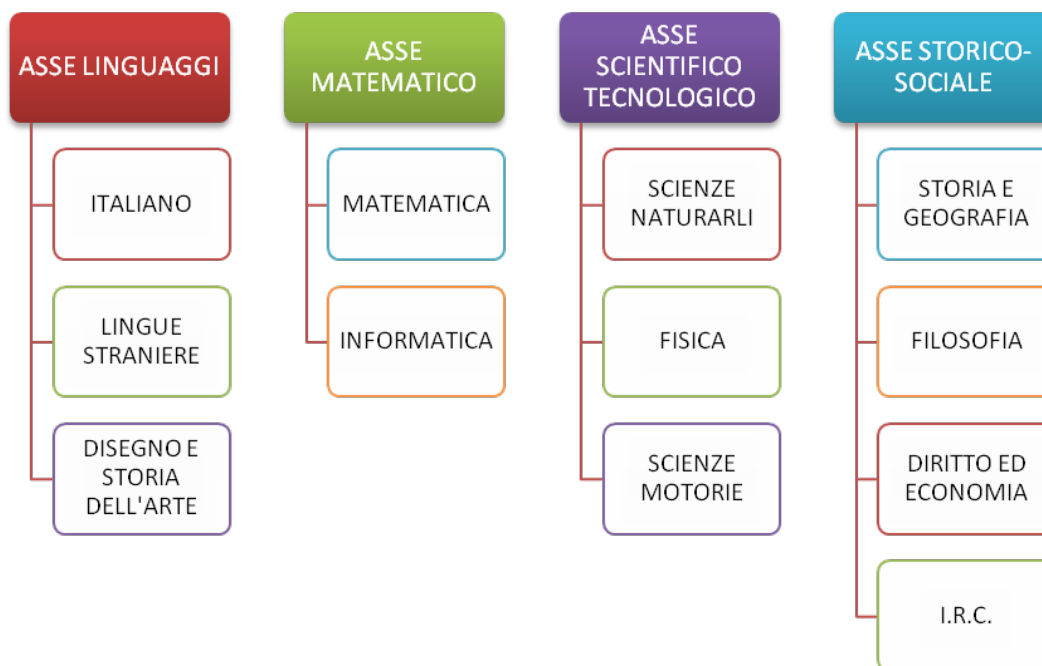 ASSE LINGUAGGI
ITALIANO
LINGUE
STRANIERE
DISEGNO E
STORIA
DELL'ARTE
ASSE
MATEMATICO
MATEMATICA
INFORMATICA
ASSE
SCIENTIFICO
TECNOLOGICO
SCIENZE
NATURARLI
FISICA
SCIENZE
MOTORIE
ASSE STORICO-
SOCIALE
STORIA E
GEOGRAFIA
FILOSOFIA
DIRITTO ED
ECONOMIA
I.R.C.